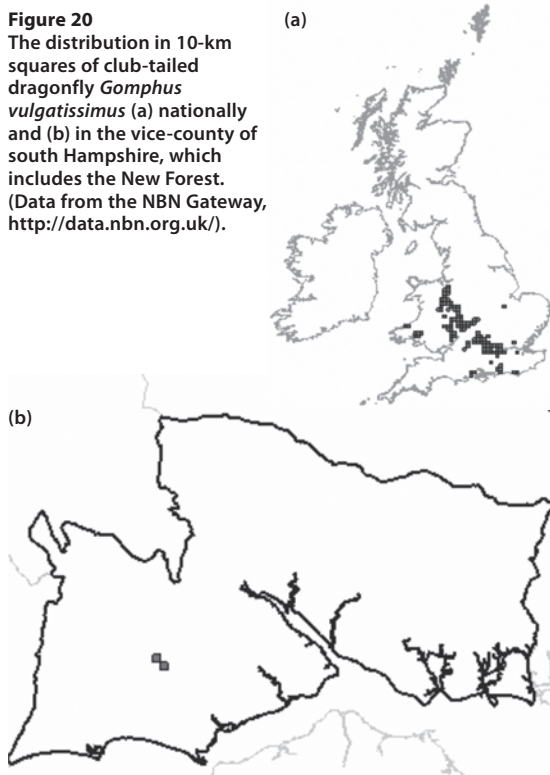 Figure 20
The distribution in 10-km
squares of club-tailed
dragonfly Gomphus
vulgatissimus (a) nationally
and (b) in the vice-county of
south Hampshire, which
includes the New Forest.
(Data from the NBN Gateway,
http://data.nbn.org.uk/).
(a)
(b)